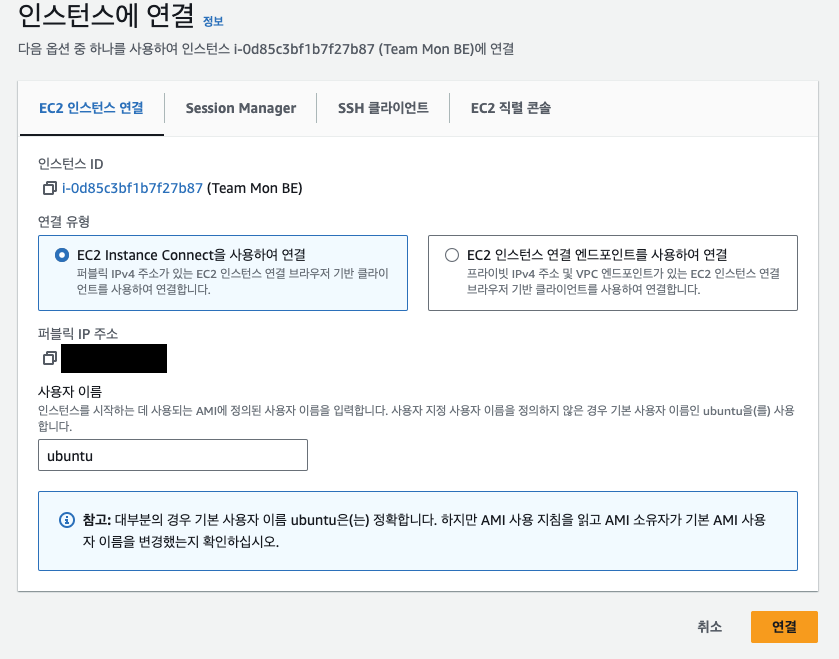 인스턴스에 연결 정보
다음 옵션 중 하나를 사용하여 인스턴스 i-0d85c3bf1b7f27b87 (Team Mon BE)에 연결
EC2 인스턴스 연결
Session Manager
SSH 클라이언트
EC2 직렬 콘솔
인스턴스 ID
i-0d85c3bf1b7f27b87 (Team Mon BE)
연결 유형
EC2 Instance Connect을 사용하여 연결
퍼블릭 IPv4 주소가 있는 EC2 인스턴스 연결 브라우저 기반 클라이
언트를 사용하여 연결합니다.
EC2 인스턴스 연결 엔드포인트를 사용하여 연결
프라이빗 IPv4 주소 및 VPC 엔드포인트가 있는 EC2 인스턴스 연결
브라우저 기반 클라이언트를 사용하여 연결합니다.
퍼블릭 IP 주소
사용자 이름
인스턴스를 시작하는 데 사용되는 AMI에 정의된 사용자 이름을 입력합니다. 사용자 지정 사용자 이름을 정의하지 않은 경우 기본 사용자 이름인 ubuntu을(를) 사용
합니다.
ubuntu
참고: 대부분의 경우 기본 사용자 이름 ubuntu은(는) 정확합니다. 하지만 AMI 사용 지침을 읽고 AMI 소유자가 기본 AMI 사용
자 이름을 변경했는지 확인하십시오.
취소
연결